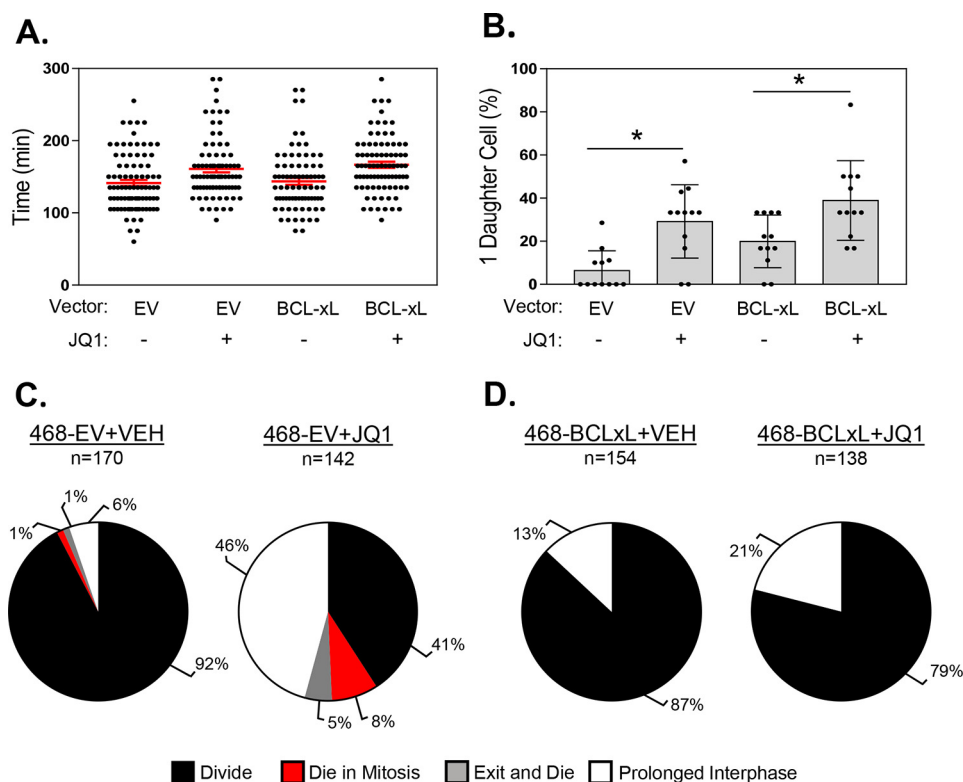 A.
Time (min)
300
200
100
0
Vector: EV EV BCL-xL BCL-xL
JQ1: - + - +
B.
1 Daughter Cell (%)
100
80
60
40
20
0
*
*
Vector: EV EV BCL-xL BCL-xL
JQ1: - + - +
C.
468-EV+VEH
n=170
1%
1%
6%
92%
468-EV+JQ1
n=142
46%
41%
5%
8%
D.
468-BCLxL+VEH
n=154
13%
87%
468-BCLxL+JQ1
n=138
21%
79%
Divide Die in Mitosis Exit and Die Prolonged Interphase